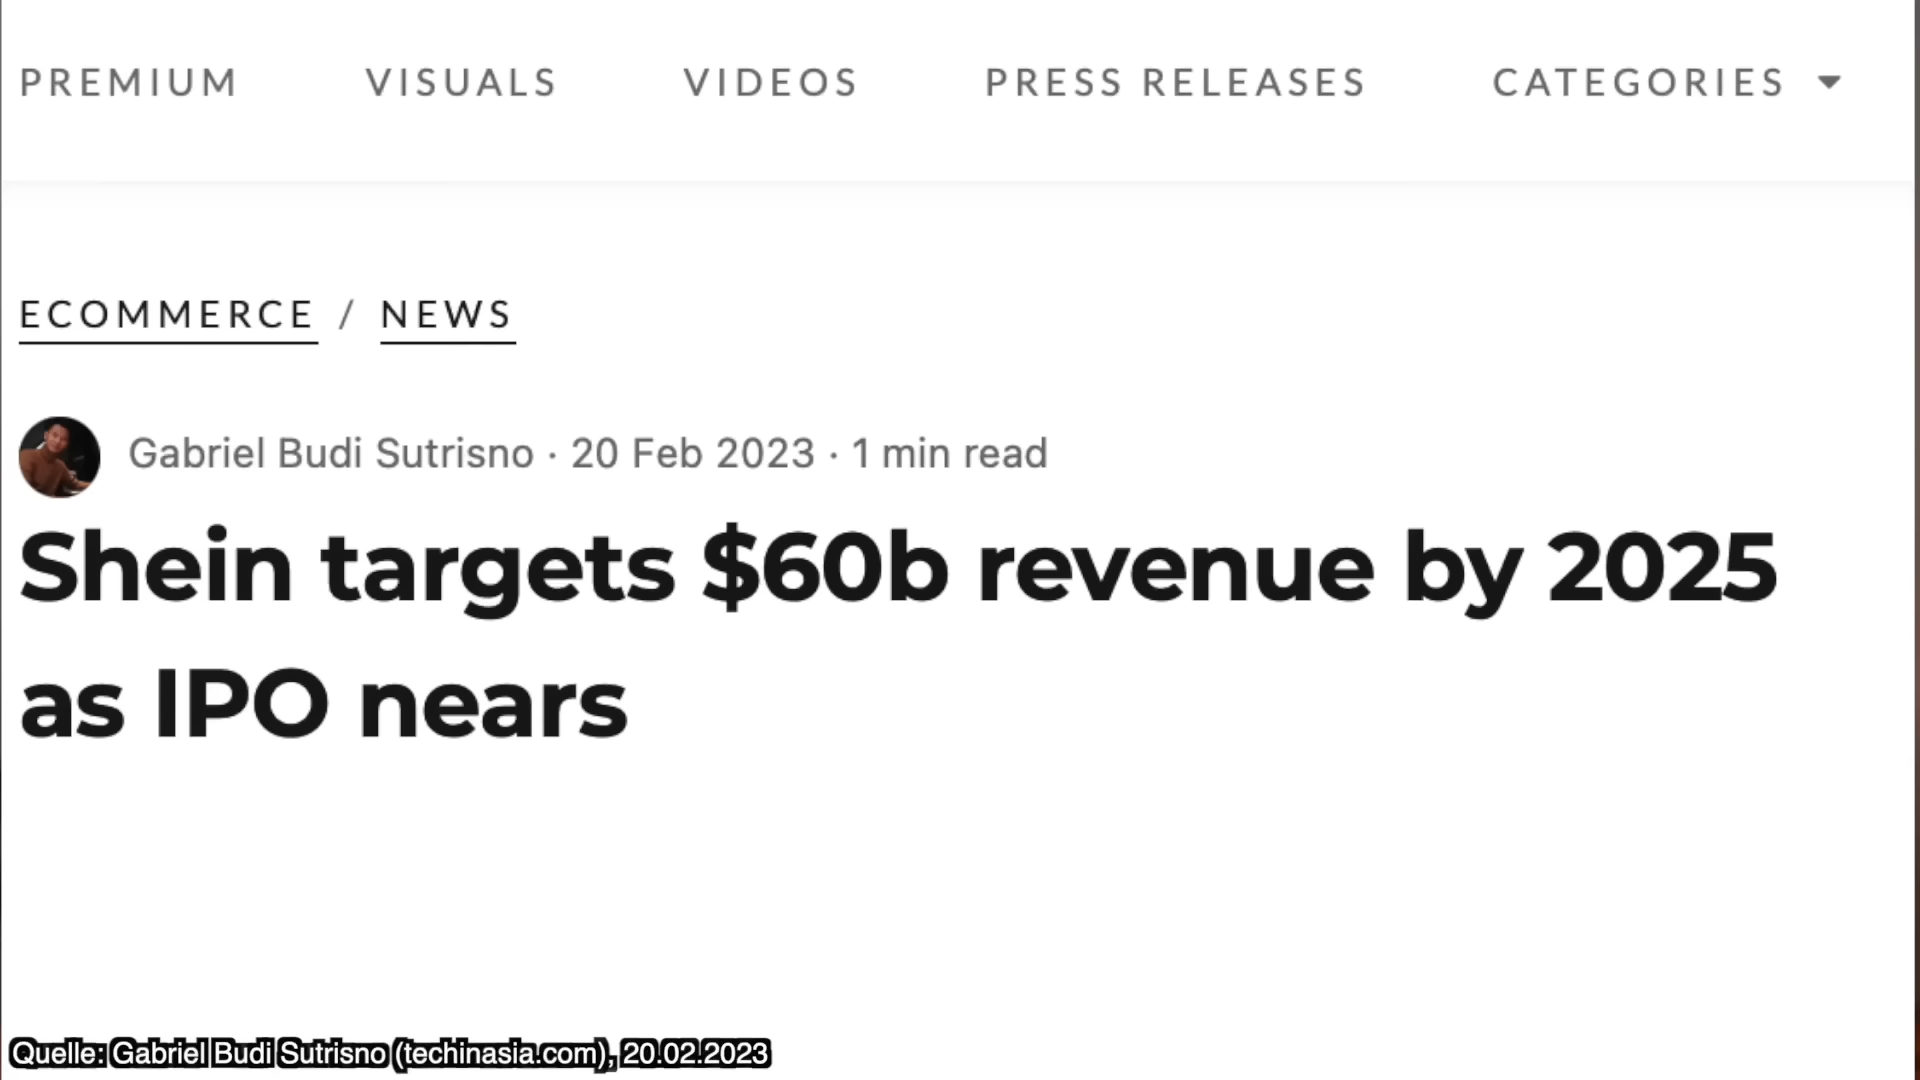 PREMIUM VISUALS VIDEOS PRESS RELEASES CATEGORIES
ECOMMERCE / NEWS
Gabriel Budi Sutrisno · 20 Feb 2023 · 1 min read
Shein targets $60b revenue by 2025
as IPO nears
Quelle: Gabriel Budi Sutrisno (techinasia.com), 20.02.2023